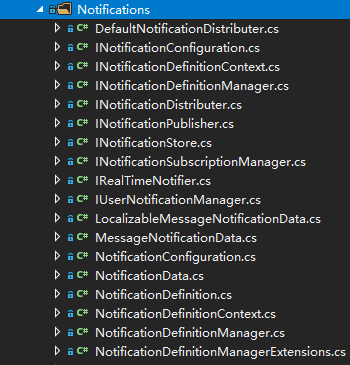 Notifications
C# DefaultNotificationDistributer.cs
C# INotificationConfiguration.cs
C# INotificationDefinitionContext.cs
C# INotificationDefinitionManager.cs
C# INotificationDistributer.cs
C# INotificationPublisher.cs
C# INotificationStore.cs
C# INotificationSubscriptionManager.cs
C# IRealTimeNotifier.cs
C# IUserNotificationManager.cs
C# LocalizableMessageNotificationData.cs
C# MessageNotificationData.cs
C# NotificationConfiguration.cs
C# NotificationData.cs
C# NotificationDefinition.cs
C# NotificationDefinitionContext.cs
C# NotificationDefinitionManager.cs
C# NotificationDefinitionManagerExtensions.cs